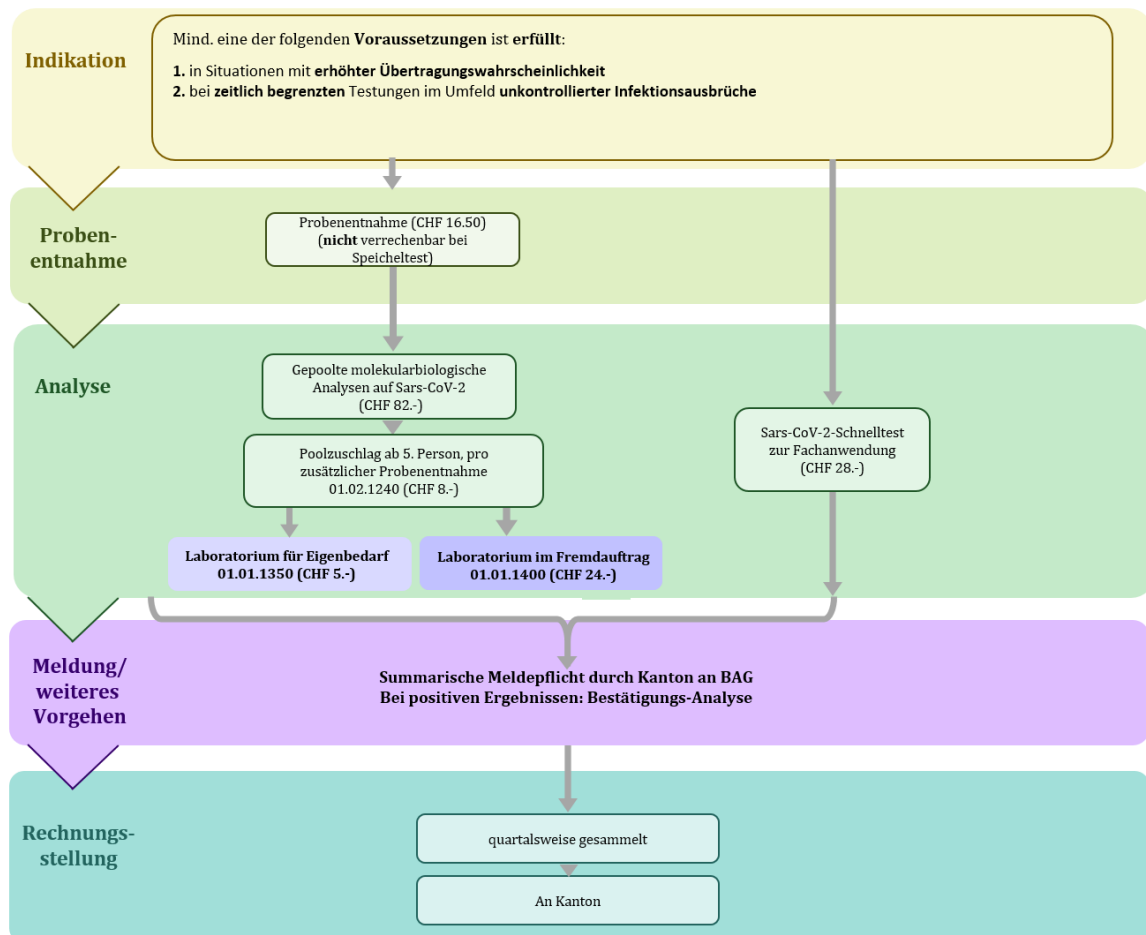 Indikation
Mind. eine der folgenden Voraussetzungen ist erfüllt:
1. in Situationen mit erhöhter Übertragungswahrscheinlichkeit
2. bei zeitlich begrenzten Testungen im Umfeld unkontrollierter Infektionsausbrüche
Proben-
entnahme
Probenentnahme (CHF 16.50)
(nicht verrechenbar bei
Speicheltest)
Analyse
Gepoolte molekularbiologische
Analysen auf Sars-CoV-2
(CHF 82.-)
Poolzuschlag ab 5. Person, pro
zusätzlicher Probenentnahme
01.02.1240 (CHF 8.-)
Laboratorium für Eigenbedarf
01.01.1350 (CHF 5.-)
Laboratorium im Fremdauftrag
01.01.1400 (CHF 24.-)
Sars-CoV-2-Schnelltest
zur Fachanwendung
(CHF 28.-)
Meldung/
weiteres
Vorgehen
Summarische Meldepflicht durch Kanton an BAG
Bei positiven Ergebnissen: Bestätigungs-Analyse
Rechnungs-
stellung
quartalsweise gesammelt
An Kanton